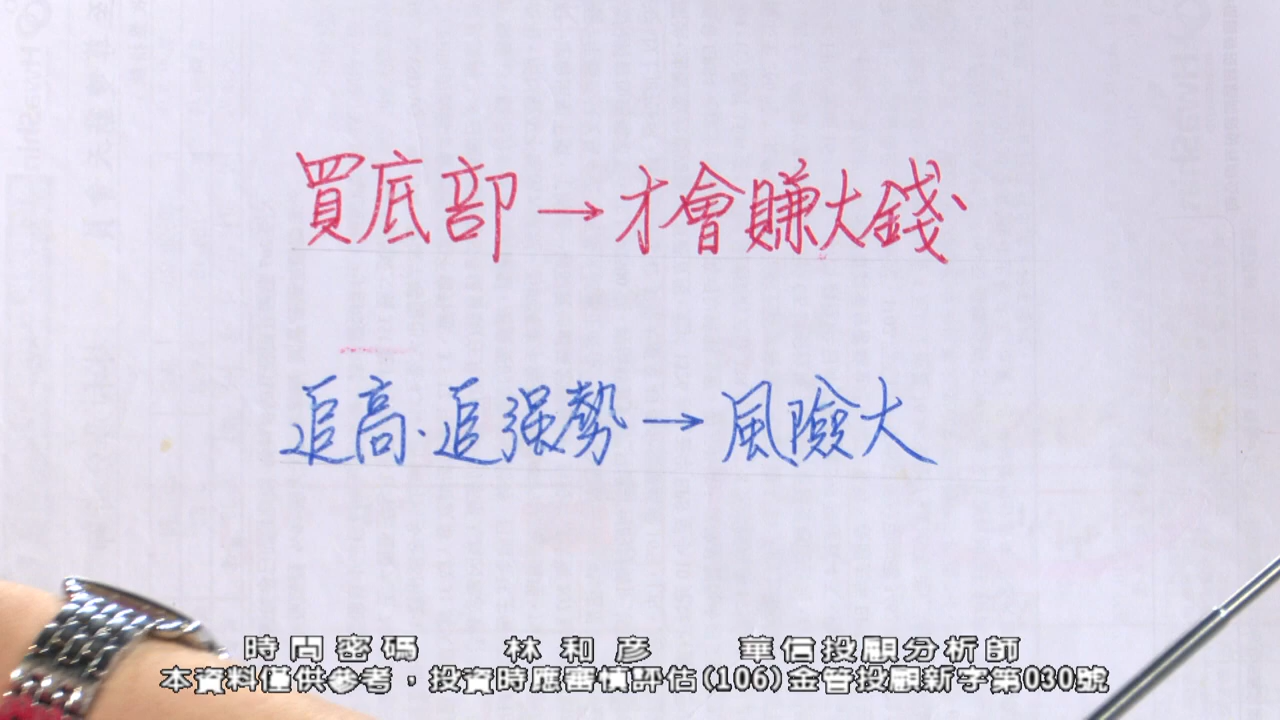 買底部→才會賺大錢、
追高、追强勢→風險大
時間密碼 林和彥 華信投顧分析師
本資料僅供參考，投資時應審慎評估(106)金管投顧新字第030號